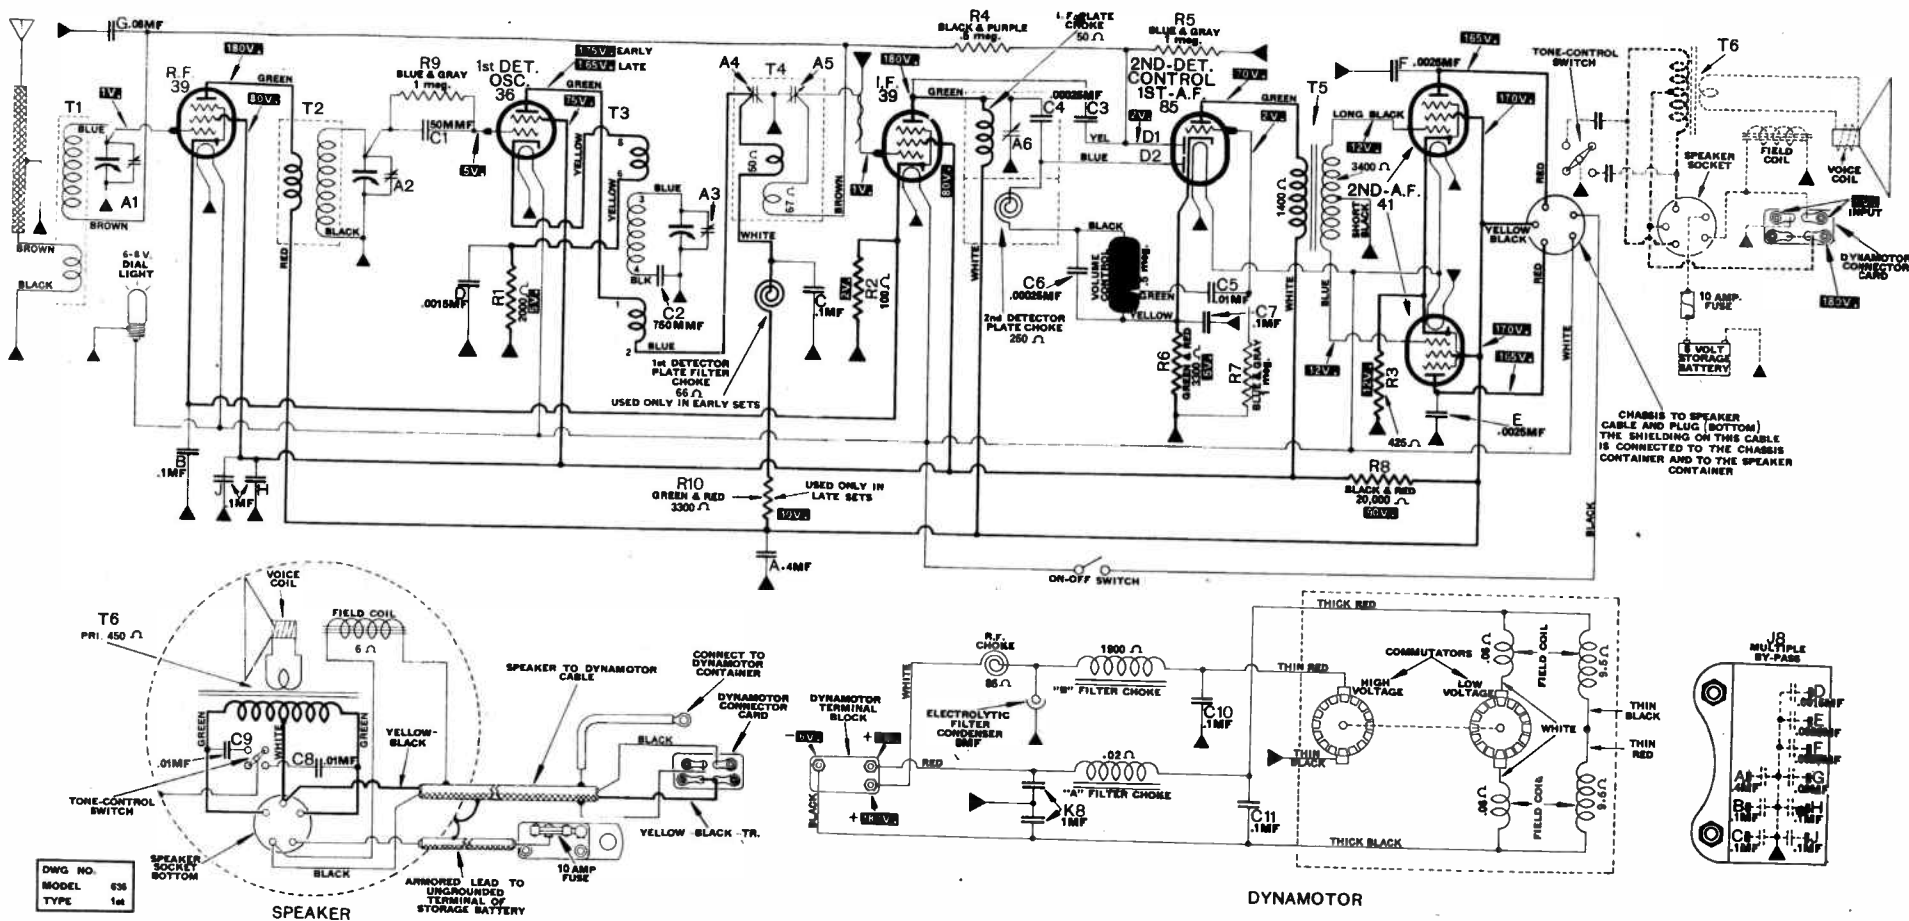 G .05MF
180V.
R.F.
39
GREEN
80V.
1V.
T1
BLUE
A1
BROWN
BROWN
BLACK
6-8 V.
DIAL
LIGHT
T2
RED
R9
BLUE & GRAY
1 meg.
50MMF
C1
A2
BLACK
5V.
1st DET.
OSC.
36
175V. EARLY
165V. LATE
GREEN
75V.
T3
YELLOW
8
6
YELLOW
3
BLUE
A3
4
BLK
C2
750MMF
1
2
BLUE
D
.0015MF
R1
2000 Ω
A4
T4
A5
50 Ω
67 Ω
WHITE
BROWN
C
.1MF
1st DETECTOR
PLATE FILTER
CHOKE
66 Ω
USED ONLY IN EARLY SETS
R2
100 Ω
2V.
180V.
I.F.
39
GREEN
1V.
80V.
WHITE
R4
BLACK & PURPLE
.5 meg.
I.F. PLATE
CHOKE
50 Ω
C4
A6
.00025MF
C3
YEL
2V.
D1
BLUE
D2
R5
BLUE & GRAY
1 meg.
2ND-DET.
CONTROL
1ST-A.F.
85
70V.
GREEN
2V.
2nd DETECTOR
PLATE CHOKE
250 Ω
C6
.00025MF
BLACK
VOLUME
CONTROL
.5 meg.
GREEN
YELLOW
C5
.01MF
C7
.1MF
R6
GREEN & RED
3300 Ω
R7
BLUE & GRAY
1 meg.
1400 Ω
WHITE
T5
LONG BLACK
12V.
3400 Ω
SHORT
BLACK
BLUE
12V.
F .0025MF
165V.
170V.
2ND-A.F.
41
R3
12V.
425 Ω
170V.
165V.
E
.0025MF
RED
YELLOW
BLACK
RED
WHITE
BLACK
TONE-CONTROL
SWITCH
T6
SPEAKER
SOCKET
FIELD
COIL
VOICE
COIL
INPUT
DYNAMOTOR
CONNECTOR
CARD
180V.
10 AMP.
FUSE
VOLT
STORAGE
BATTERY
CHASSIS TO SPEAKER
CABLE AND PLUG (BOTTOM)
THE SHIELDING ON THIS CABLE
IS CONNECTED TO THE CHASSIS
CONTAINER AND TO THE SPEAKER
CONTAINER
B
.1MF
J
H
.1MF
R10
GREEN & RED
3300 Ω
USED ONLY IN
LATE SETS
10V.
A .4MF
R8
BLACK & RED
20,000 Ω
90V.
ON-OFF SWITCH
VOICE
COIL
T6
PRI. 450 Ω
FIELD COIL
6 Ω
GREEN
WHITE
GREEN
C9
.01MF
C8 .01MF
TONE-CONTROL
SWITCH
SPEAKER
SOCKET
BOTTOM
YELLOW-
BLACK
BLACK
SPEAKER TO DYNAMOTOR
CABLE
CONNECT TO
DYNAMOTOR
CONTAINER
DYNAMOTOR
CONNECTOR
CARD
BLACK
YELLOW-BLACK-TR.
10 AMP
FUSE
ARMORED LEAD TO
UNGROUNDED
TERMINAL OF
STORAGE BATTERY
SPEAKER
DWG NO.
MODEL 636
TYPE 1st
DYNAMOTOR
TERMINAL
BLOCK
WHITE
RED
BLACK
R.F.
CHOKE
85 Ω
ELECTROLYTIC
FILTER
CONDENSER
8MF
1900 Ω
"B" FILTER CHOKE
.02 Ω
"A" FILTER CHOKE
K8
1MF
C10
.1MF
C11
.1MF
THICK RED
THIN RED
THIN
BLACK
COMMUTATORS
HIGH
VOLTAGE
LOW
VOLTAGE
.06 Ω
FIELD COIL
9.5 Ω
WHITE
THIN
BLACK
THIN
RED
.06 Ω
FIELD COIL
9.5 Ω
THICK BLACK
DYNAMOTOR
J8
MULTIPLE
BY-PASS
D
.0015MF
E
F
A
.4MF
G
B
.1MF
H
.1MF
C
.1MF
J
.1MF